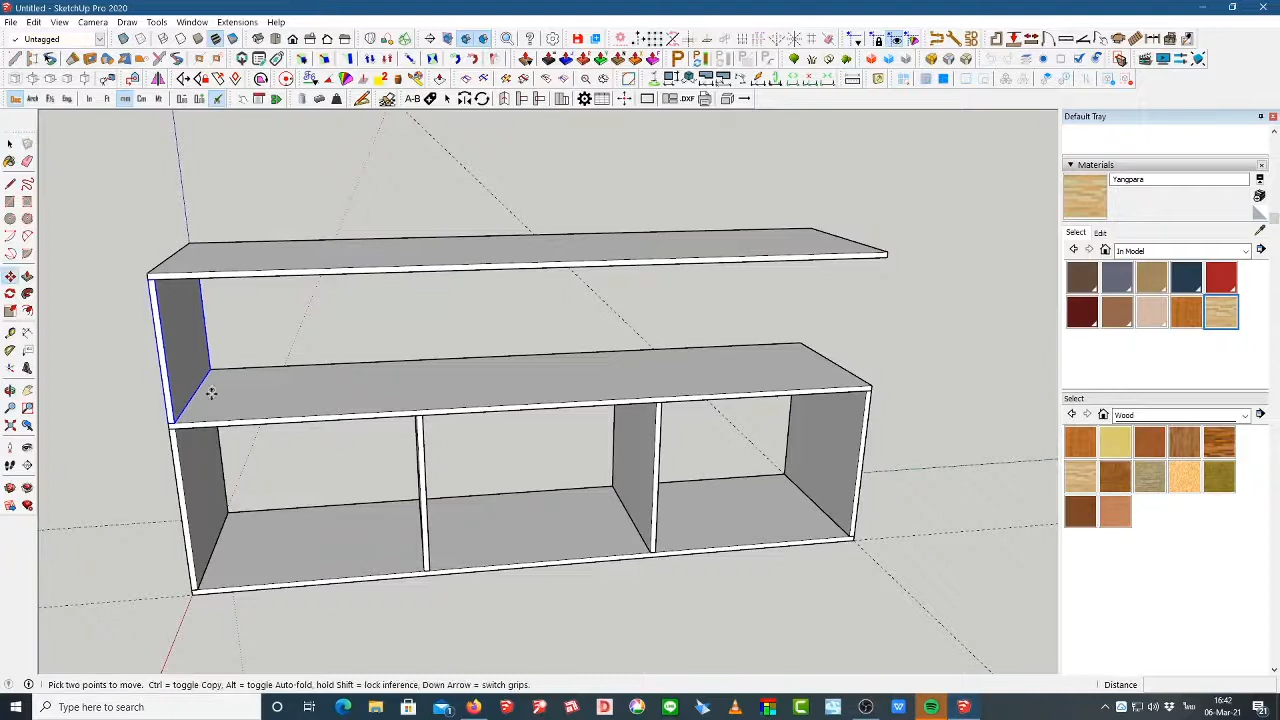 Untitled - SketchUp Pro 2020
File Edit View Camera Draw Tools Window Extensions Help
Untagged
A-B
.DXF
Default Tray
Materials
Yangpara
Select Edit
In Model
Select
Wood
Pick two points to move. Ctrl = toggle Copy, Alt = toggle Auto-fold, hold Shift = lock inference, Down Arrow = switch grips.
Distance
Type here to search
16:42
06-Mar-21